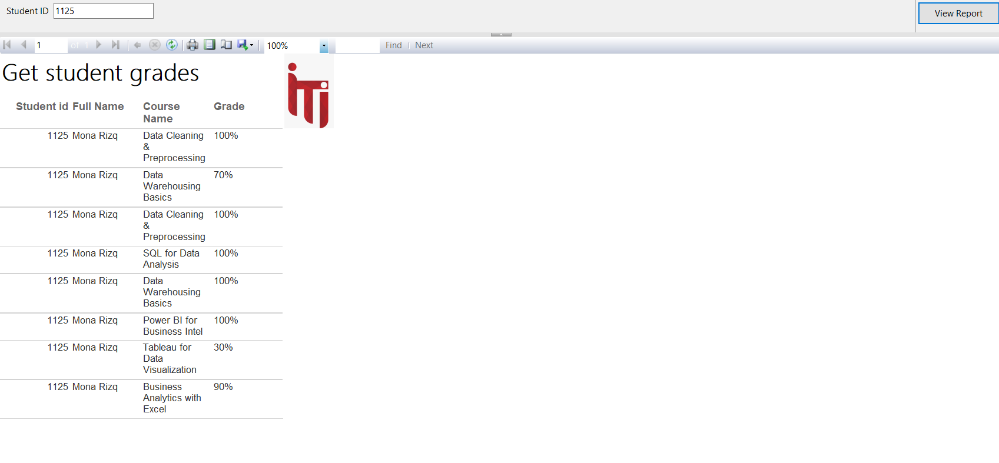 Student ID 1125 View Report
1 of 1 100% Find Next
Get student grades
iTi
Student id Full Name Course Grade
Name
1125 Mona Rizq Data Cleaning 100%
&
Preprocessing
1125 Mona Rizq Data 70%
Warehousing
Basics
1125 Mona Rizq Data Cleaning 100%
&
Preprocessing
1125 Mona Rizq SQL for Data 100%
Analysis
1125 Mona Rizq Data 100%
Warehousing
Basics
1125 Mona Rizq Power BI for 100%
Business Intel
1125 Mona Rizq Tableau for 30%
Data
Visualization
1125 Mona Rizq Business 90%
Analytics with
Excel